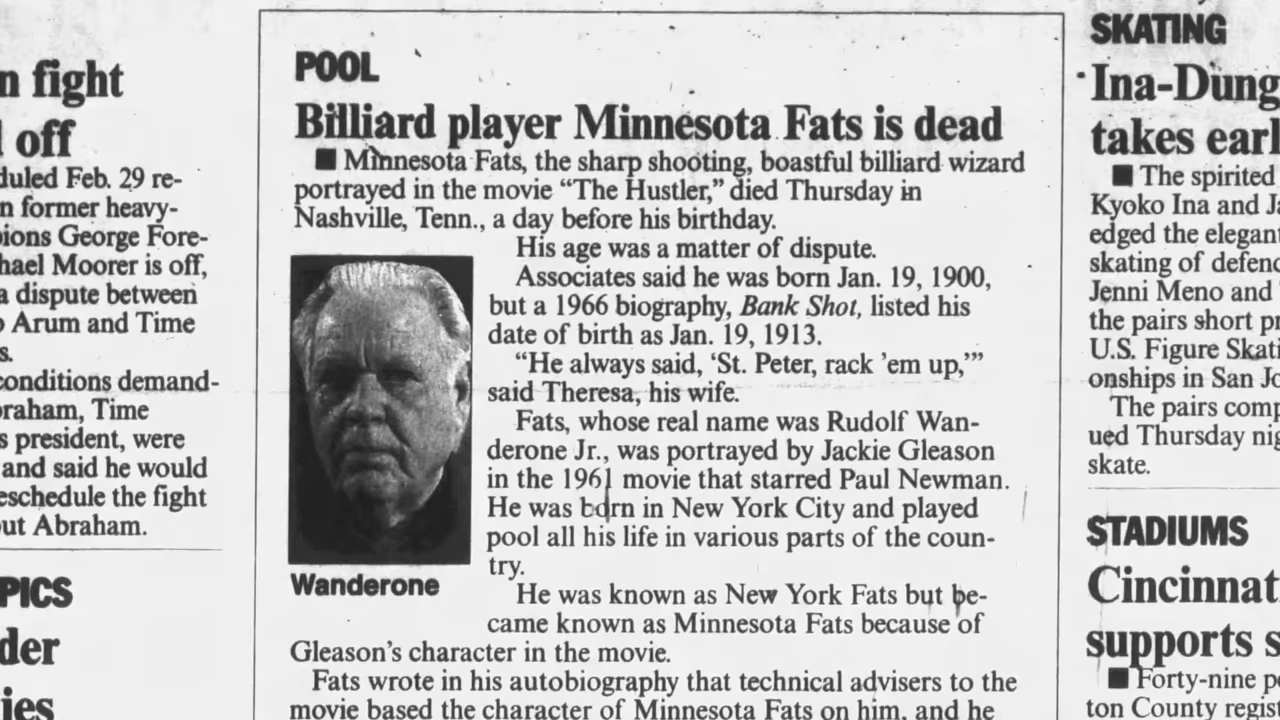 n fight
off
duled Feb. 29 re-
n former heavy-
pions George Fore-
hael Moorer is off,
a dispute between
o Arum and Time
s.
conditions demand-
braham, Time
s president, were
and said he would
eschedule the fight
out Abraham.
PICS
der
ies
POOL
Billiard player Minnesota Fats is dead
■ Minnesota Fats, the sharp shooting, boastful billiard wizard
portrayed in the movie “The Hustler,” died Thursday in
Nashville, Tenn., a day before his birthday.
His age was a matter of dispute.
Associates said he was born Jan. 19, 1900,
but a 1966 biography, Bank Shot, listed his
date of birth as Jan. 19, 1913.
“He always said, ‘St. Peter, rack ’em up,’”
said Theresa, his wife.
Fats, whose real name was Rudolf Wan-
derone Jr., was portrayed by Jackie Gleason
in the 1961 movie that starred Paul Newman.
He was born in New York City and played
pool all his life in various parts of the coun-
try.
Wanderone
He was known as New York Fats but be-
came known as Minnesota Fats because of
Gleason’s character in the movie.
Fats wrote in his autobiography that technical advisers to the
movie based the character of Minnesota Fats on him, and he
SKATING
Ina-Dung
takes earl
■ The spirited
Kyoko Ina and Ja
edged the elegant
skating of defend
Jenni Meno and
the pairs short pr
U.S. Figure Skati
onships in San Jo
The pairs comp
ued Thursday nig
skate.
STADIUMS
Cincinnat
supports s
■ Forty-nine pe
ton County regist